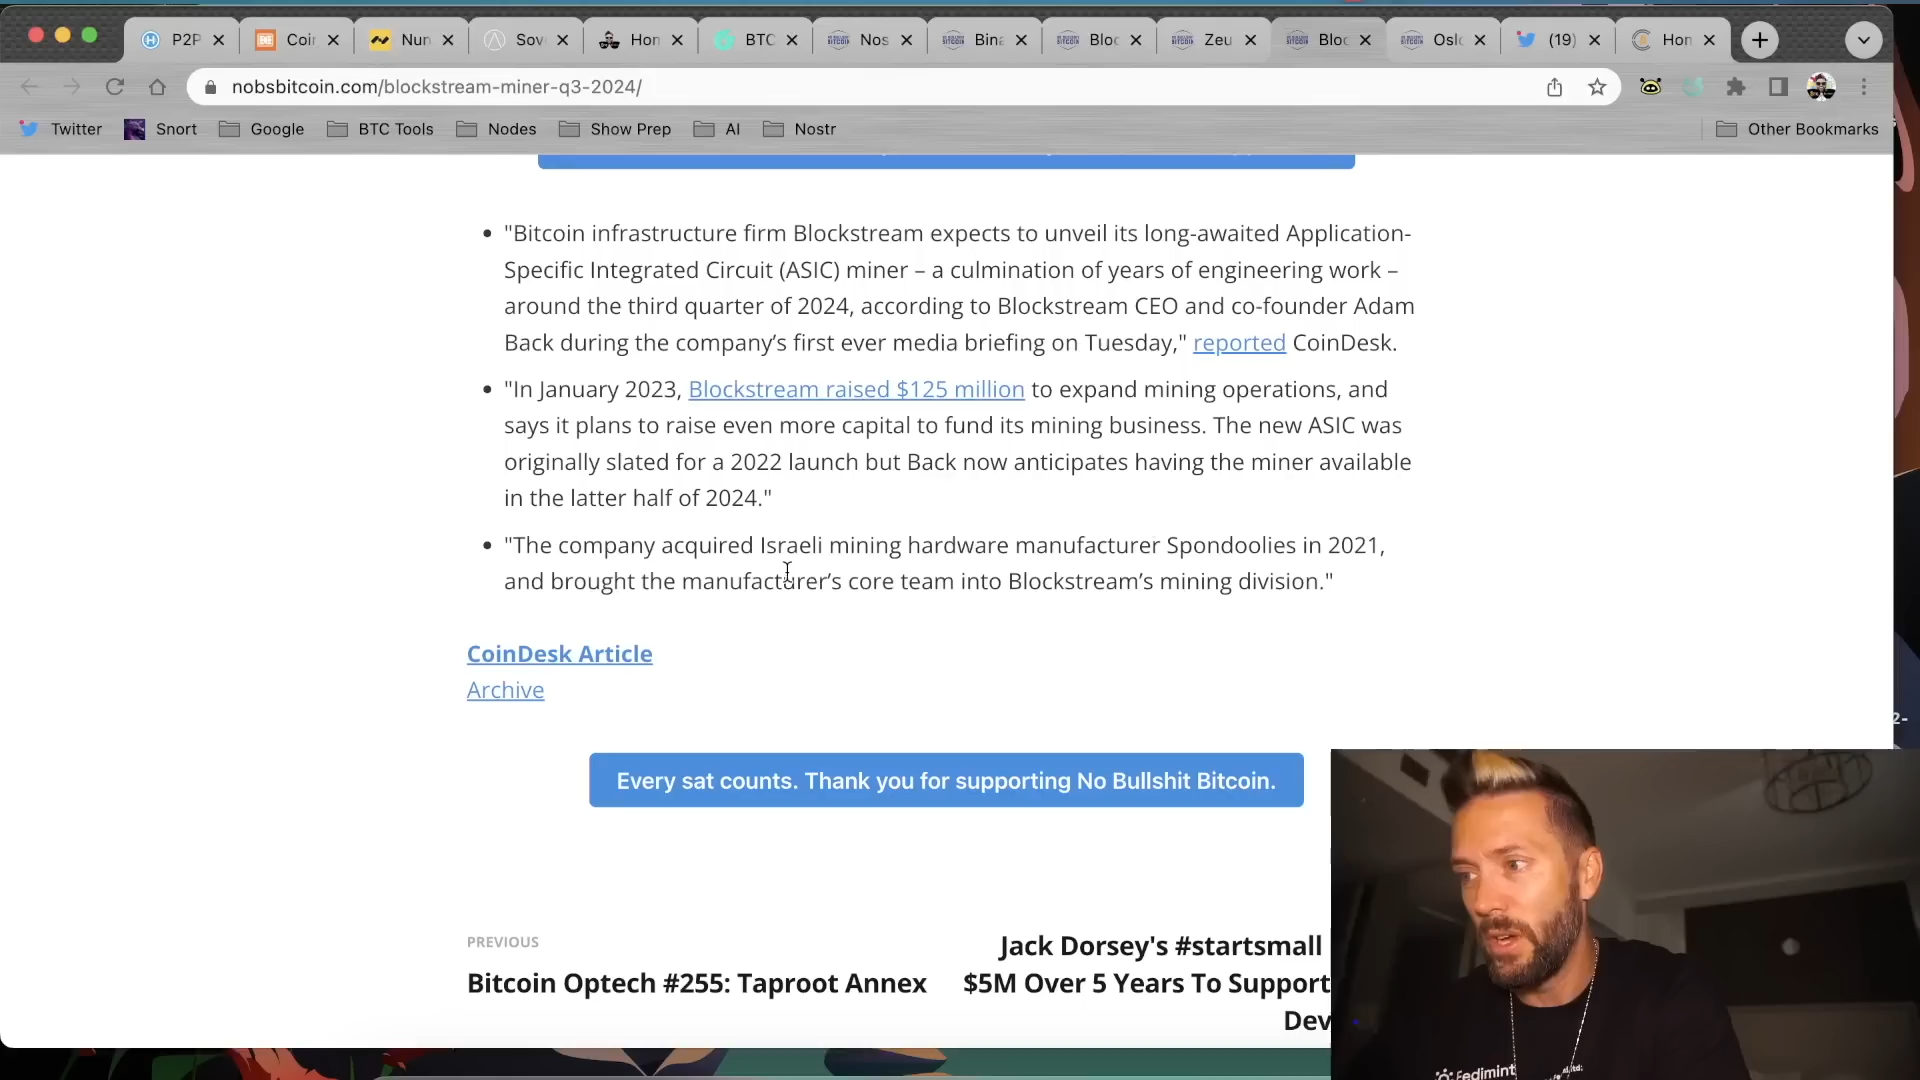 P2P
Coi
Nun
Sov
Hon
BTC
Nos
Bina
Bloc
Zeu
Bloc
Oslo
(19)
Hon
nobsbitcoin.com/blockstream-miner-q3-2024/
Twitter
Snort
Google
BTC Tools
Nodes
Show Prep
AI
Nostr
Other Bookmarks
"Bitcoin infrastructure firm Blockstream expects to unveil its long-awaited Application-
Specific Integrated Circuit (ASIC) miner – a culmination of years of engineering work –
around the third quarter of 2024, according to Blockstream CEO and co-founder Adam
Back during the company’s first ever media briefing on Tuesday," reported CoinDesk.
"In January 2023, Blockstream raised $125 million to expand mining operations, and
says it plans to raise even more capital to fund its mining business. The new ASIC was
originally slated for a 2022 launch but Back now anticipates having the miner available
in the latter half of 2024."
"The company acquired Israeli mining hardware manufacturer Spondoolies in 2021,
and brought the manufacturer’s core team into Blockstream’s mining division."
CoinDesk Article
Archive
2-
Every sat counts. Thank you for supporting No Bullshit Bitcoin.
PREVIOUS
Bitcoin Optech #255: Taproot Annex
Jack Dorsey's #startsmall
$5M Over 5 Years To Support
Dev
Fedimint